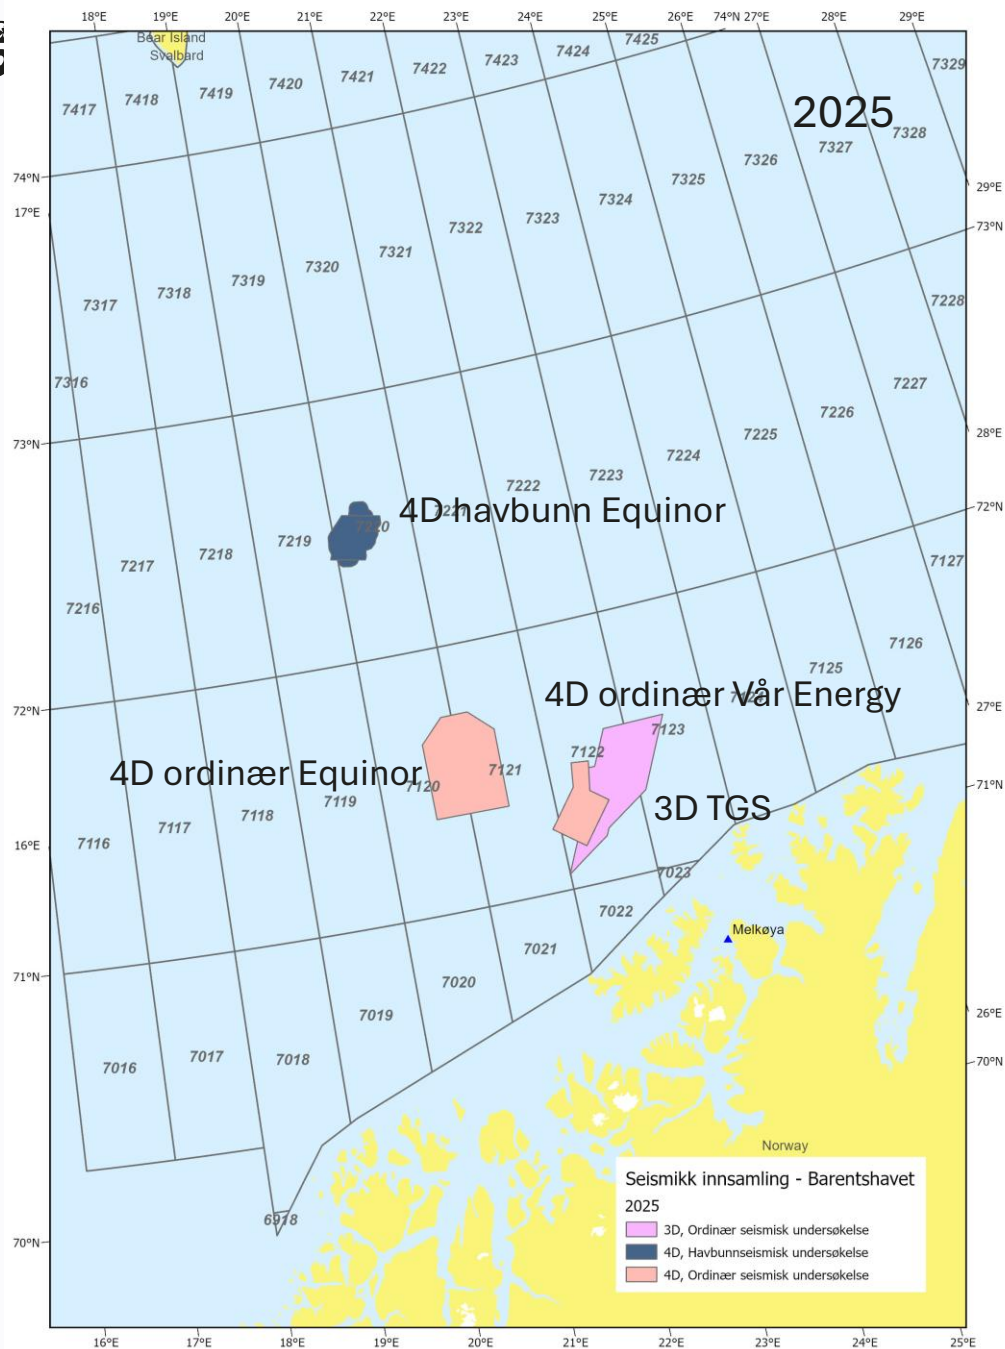 18°E 19°E 20°E 21°E 22°E 23°E 24°E 25°E 26°E 74°N 27°E 28°E 29°E
Bear Island
Svalbard
7417 7418 7419 7420 7421 7422 7423 7424 7425 7329
2025
74°N
17°E
7322 7323 7324 7325 7326 7327 7328
29°E
73°N
7316 7317 7318 7319 7320 7321
7228
7227
73°N
28°E
7222 7223 7224 7225 7226
72°N
4D havbunn Equinor
7216 7217 7218 7219 7220 7221
7127
7126
7125
72°N
27°E
4D ordinær Vår Energy
7123
7122
4D ordinær Equinor
7121
7120
71°N
3D TGS
7116 7117 7118 7119
16°E
7023
7022
Melkøya
7021
71°N
7020
7019
26°E
7016 7017 7018
70°N
Norway
6918
70°N
Seismikk innsamling - Barentshavet
2025
3D, Ordinær seismisk undersøkelse
4D, Havbunnseismisk undersøkelse
4D, Ordinær seismisk undersøkelse
16°E 17°E 18°E 19°E 20°E 21°E 22°E 23°E 24°E 25°E